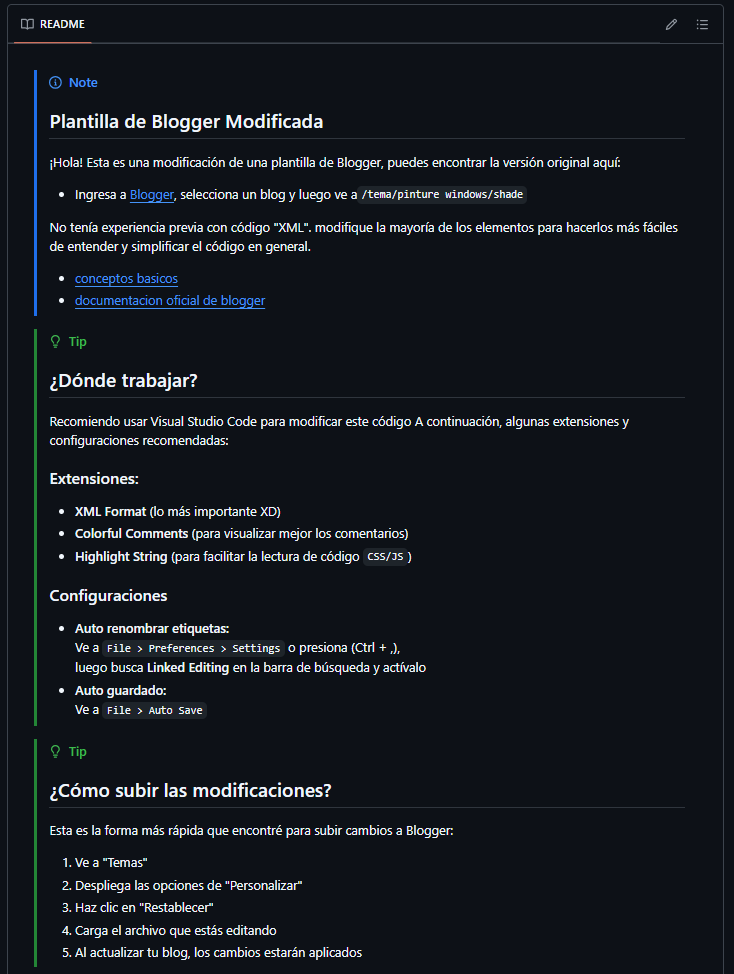 README
Note
Plantilla de Blogger Modificada
¡Hola! Esta es una modificación de una plantilla de Blogger, puedes encontrar la versión original aquí:
Ingresa a Blogger, selecciona un blog y luego ve a /tema/pinture windows/shade
No tenía experiencia previa con código "XML". modifique la mayoría de los elementos para hacerlos más fáciles
de entender y simplificar el código en general.
conceptos basicos
documentacion oficial de blogger
Tip
¿Dónde trabajar?
Recomiendo usar Visual Studio Code para modificar este código A continuación, algunas extensiones y
configuraciones recomendadas:
Extensiones:
XML Format (lo más importante XD)
Colorful Comments (para visualizar mejor los comentarios)
Highlight String (para facilitar la lectura de código CSS/JS )
Configuraciones
Auto renombrar etiquetas:
Ve a File > Preferences > Settings o presiona (Ctrl + ,),
luego busca Linked Editing en la barra de búsqueda y actívalo
Auto guardado:
Ve a File > Auto Save
Tip
¿Cómo subir las modificaciones?
Esta es la forma más rápida que encontré para subir cambios a Blogger:
1. Ve a "Temas"
2. Despliega las opciones de "Personalizar"
3. Haz clic en "Restablecer"
4. Carga el archivo que estás editando
5. Al actualizar tu blog, los cambios estarán aplicados